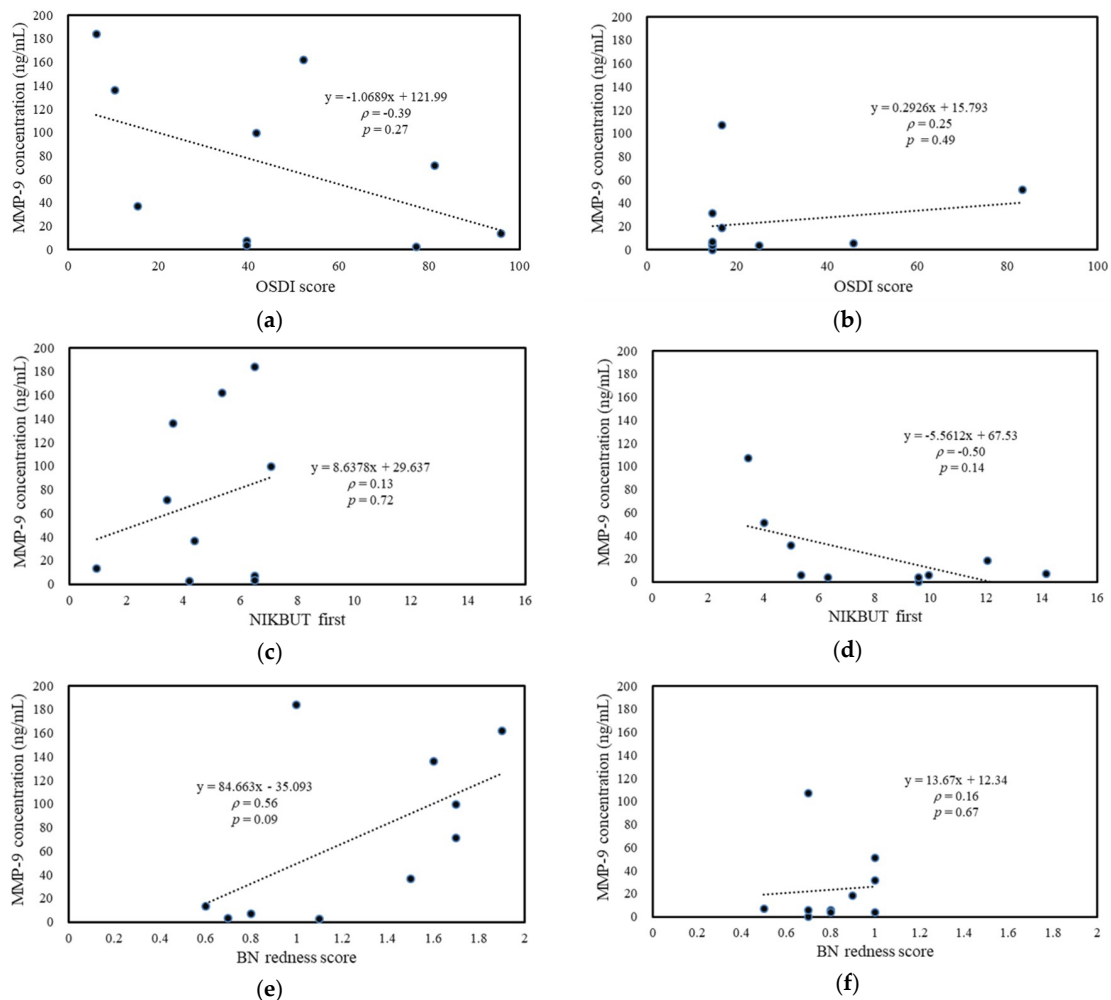 MMP-9 concentration (ng/mL)
200
180
160
140
120
100
80
60
40
20
0
y = -1.0689x + 121.99
ρ = -0.39
p = 0.27
0 20 40 60 80 100
OSDI score
(a)
MMP-9 concentration (ng/mL)
200
180
160
140
120
100
80
60
40
20
0
y = 0.2926x + 15.793
ρ = 0.25
p = 0.49
0 20 40 60 80 100
OSDI score
(b)
MMP-9 concentration (ng/mL)
200
180
160
140
120
100
80
60
40
20
0
y = 8.6378x + 29.637
ρ = 0.13
p = 0.72
0 2 4 6 8 10 12 14 16
NIKBUT first
(c)
MMP-9 concentration (ng/mL)
200
180
160
140
120
100
80
60
40
20
0
y = -5.5612x + 67.53
ρ = -0.50
p = 0.14
0 2 4 6 8 10 12 14 16
NIKBUT first
(d)
MMP-9 concentration (ng/mL)
200
180
160
140
120
100
80
60
40
20
0
y = 84.663x - 35.093
ρ = 0.56
p = 0.09
0 0.2 0.4 0.6 0.8 1 1.2 1.4 1.6 1.8 2
BN redness score
(e)
MMP-9 concentration (ng/mL)
200
180
160
140
120
100
80
60
40
20
0
y = 13.67x + 12.34
ρ = 0.16
p = 0.67
0 0.2 0.4 0.6 0.8 1 1.2 1.4 1.6 1.8 2
BN redness score
(f)